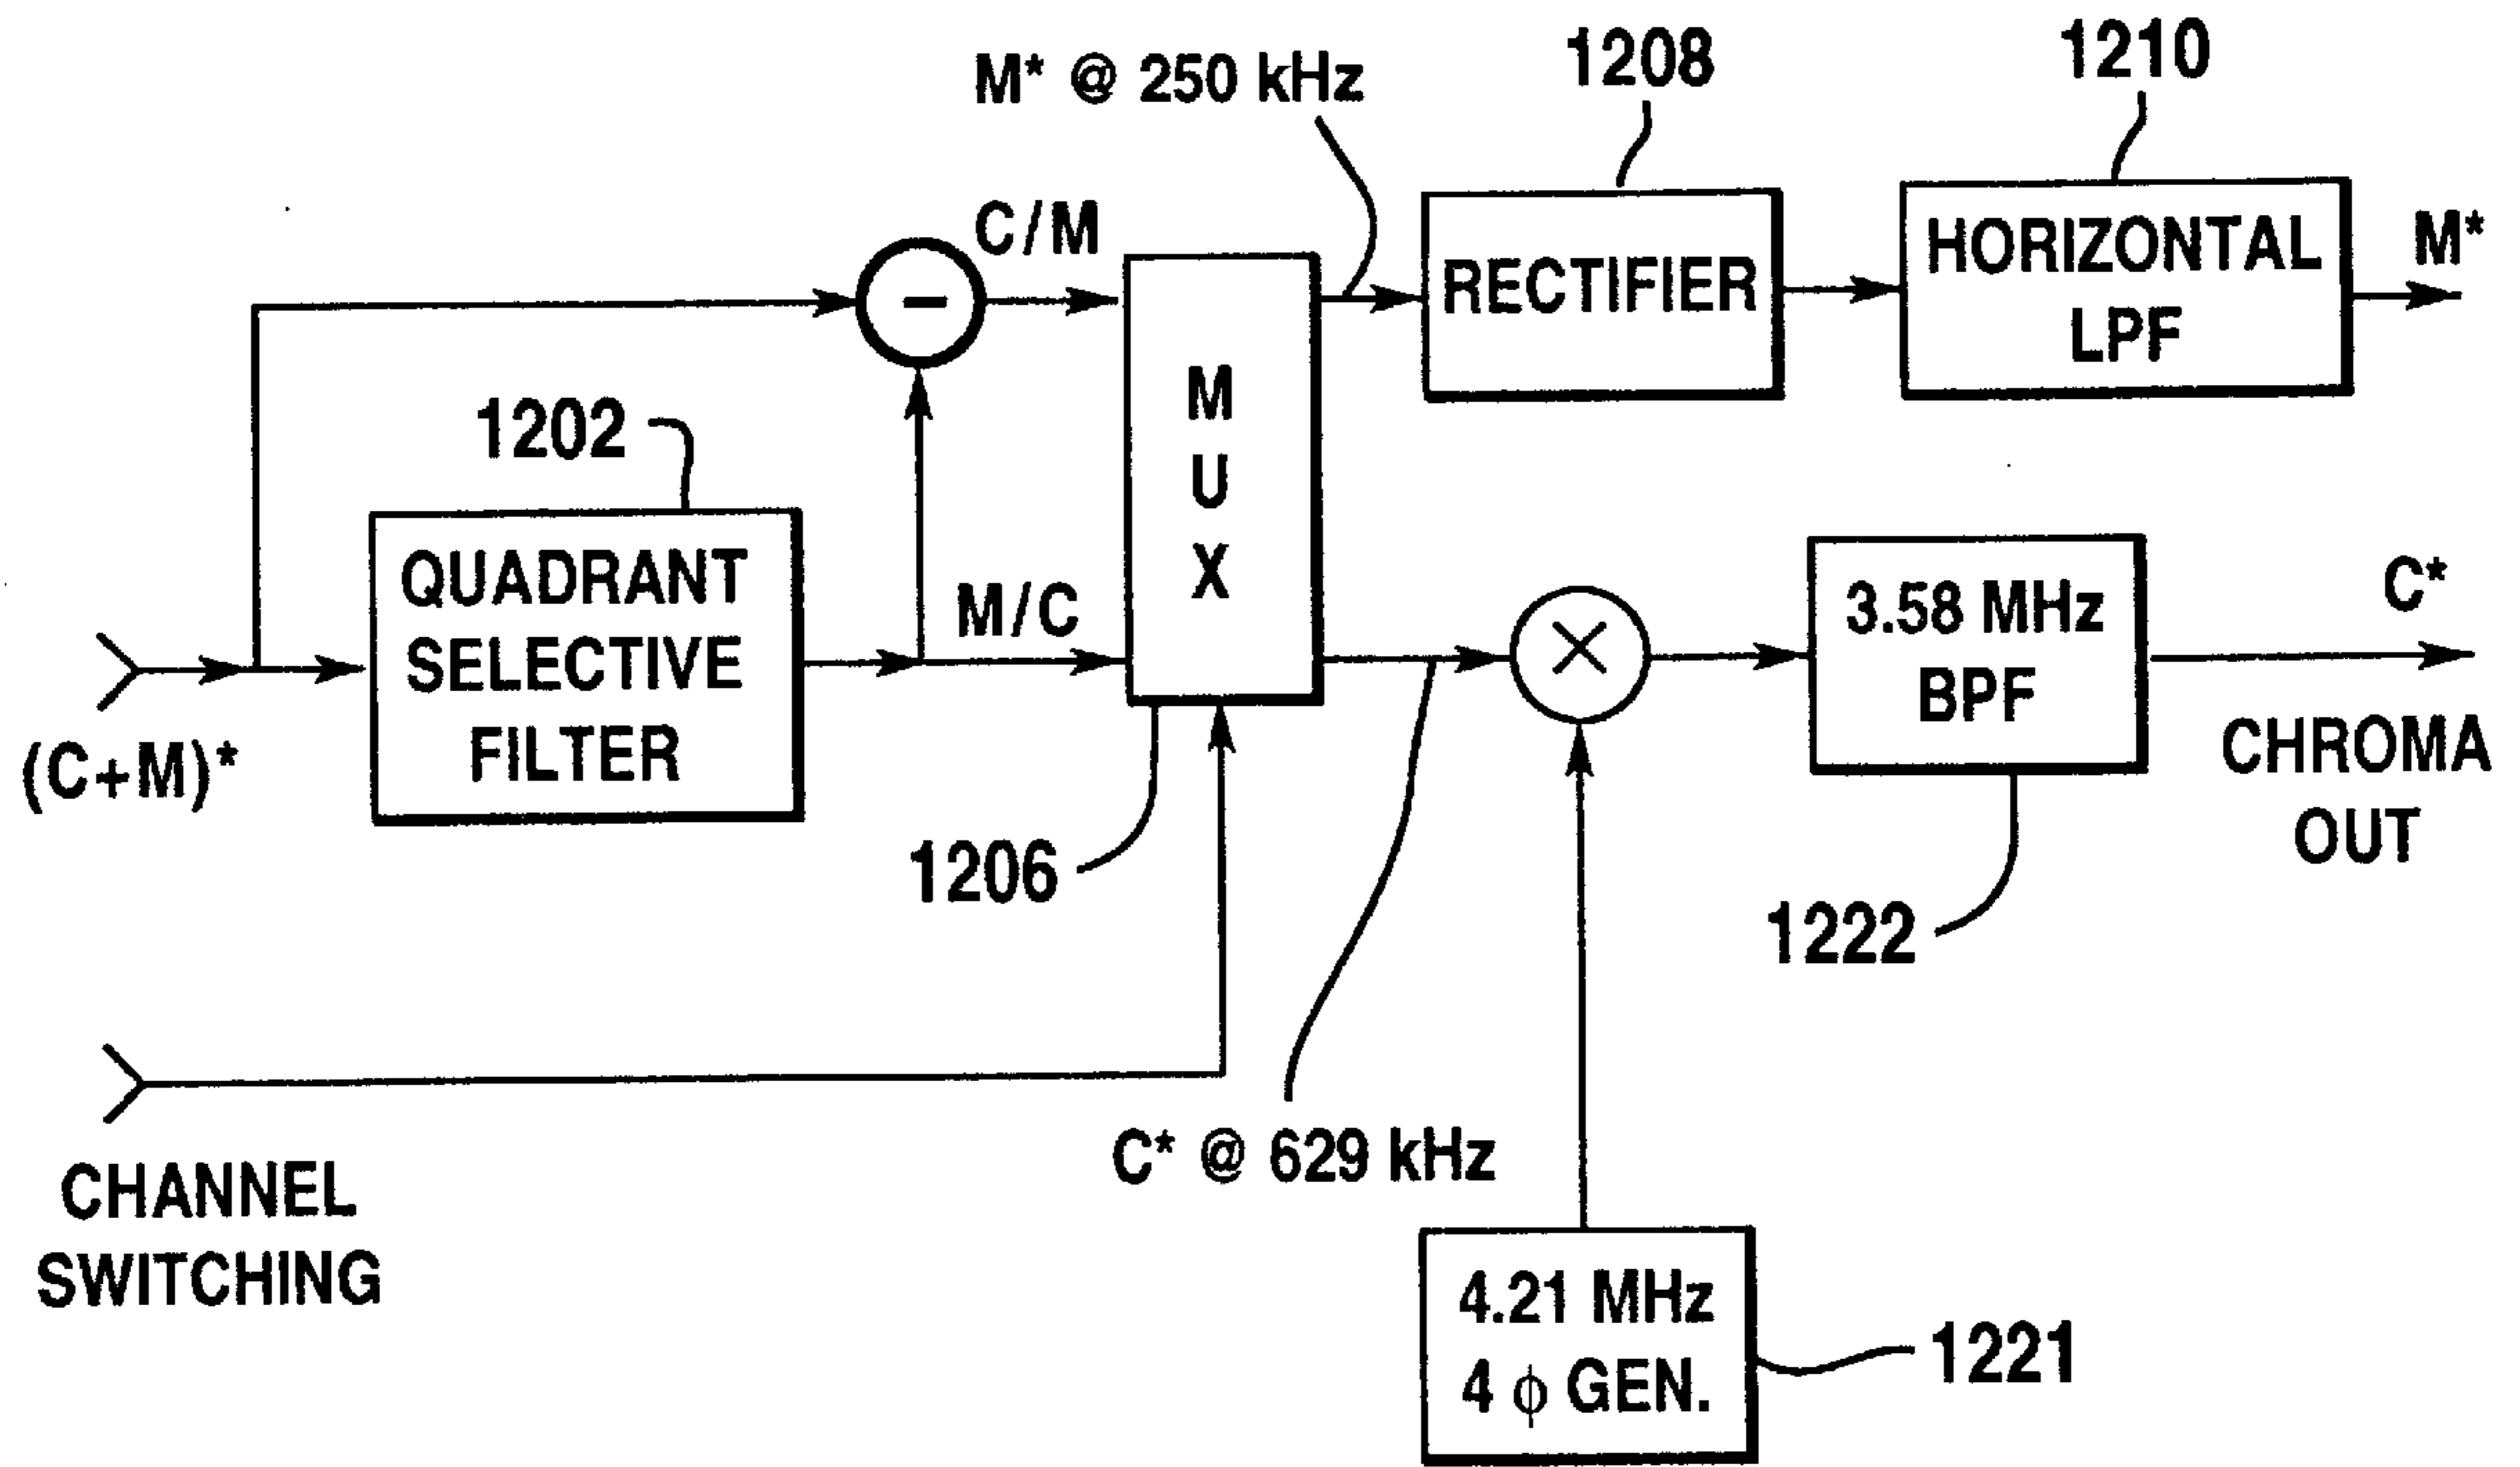 M* @ 250 kHz
1208
1210
C/M
RECTIFIER
HORIZONTAL
LPF
M*
1202
QUADRANT
SELECTIVE
FILTER
M/C
M
U
X
3.58 MHz
BPF
C*
CHROMA
OUT
(C+M)*
1206
1222
C* @ 629 kHz
CHANNEL
SWITCHING
4.21 MHz
4 ϕ GEN.
1221
−
×